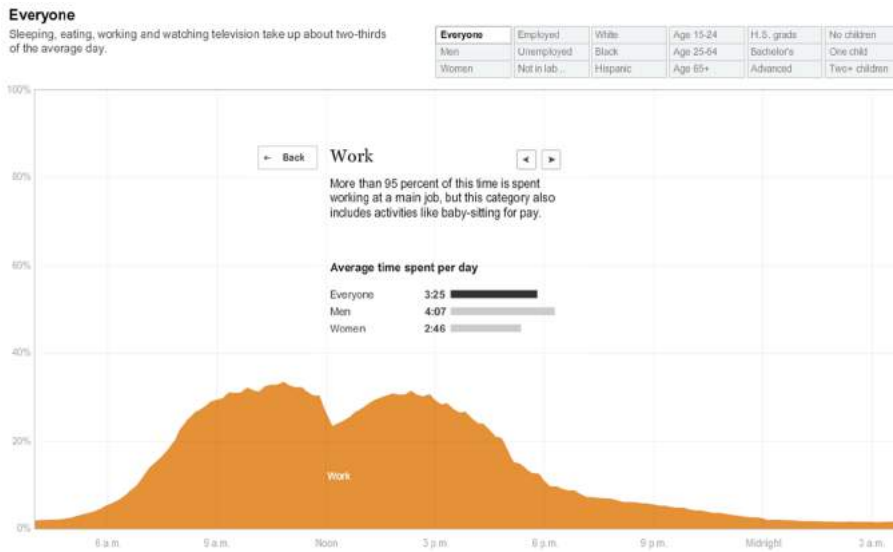 Everyone
Sleeping, eating, working and watching television take up about two-thirds
of the average day.
Everyone Employed White Age 15-24 H.S. grads No children
Men Unemployed Black Age 25-64 Bachelor's One child
Women Not in lab... Hispanic Age 65+ Advanced Two+ children
100%
← Back Work
80%
More than 95 percent of this time is spent
working at a main job, but this category also
includes activities like baby-sitting for pay.
60%
Average time spent per day
Everyone 3:25
Men 4:07
Women 2:46
40%
20%
Work
0%
6 a.m. 9 a.m. Noon 3 p.m. 6 p.m. 9 p.m. Midnight 3 a.m.